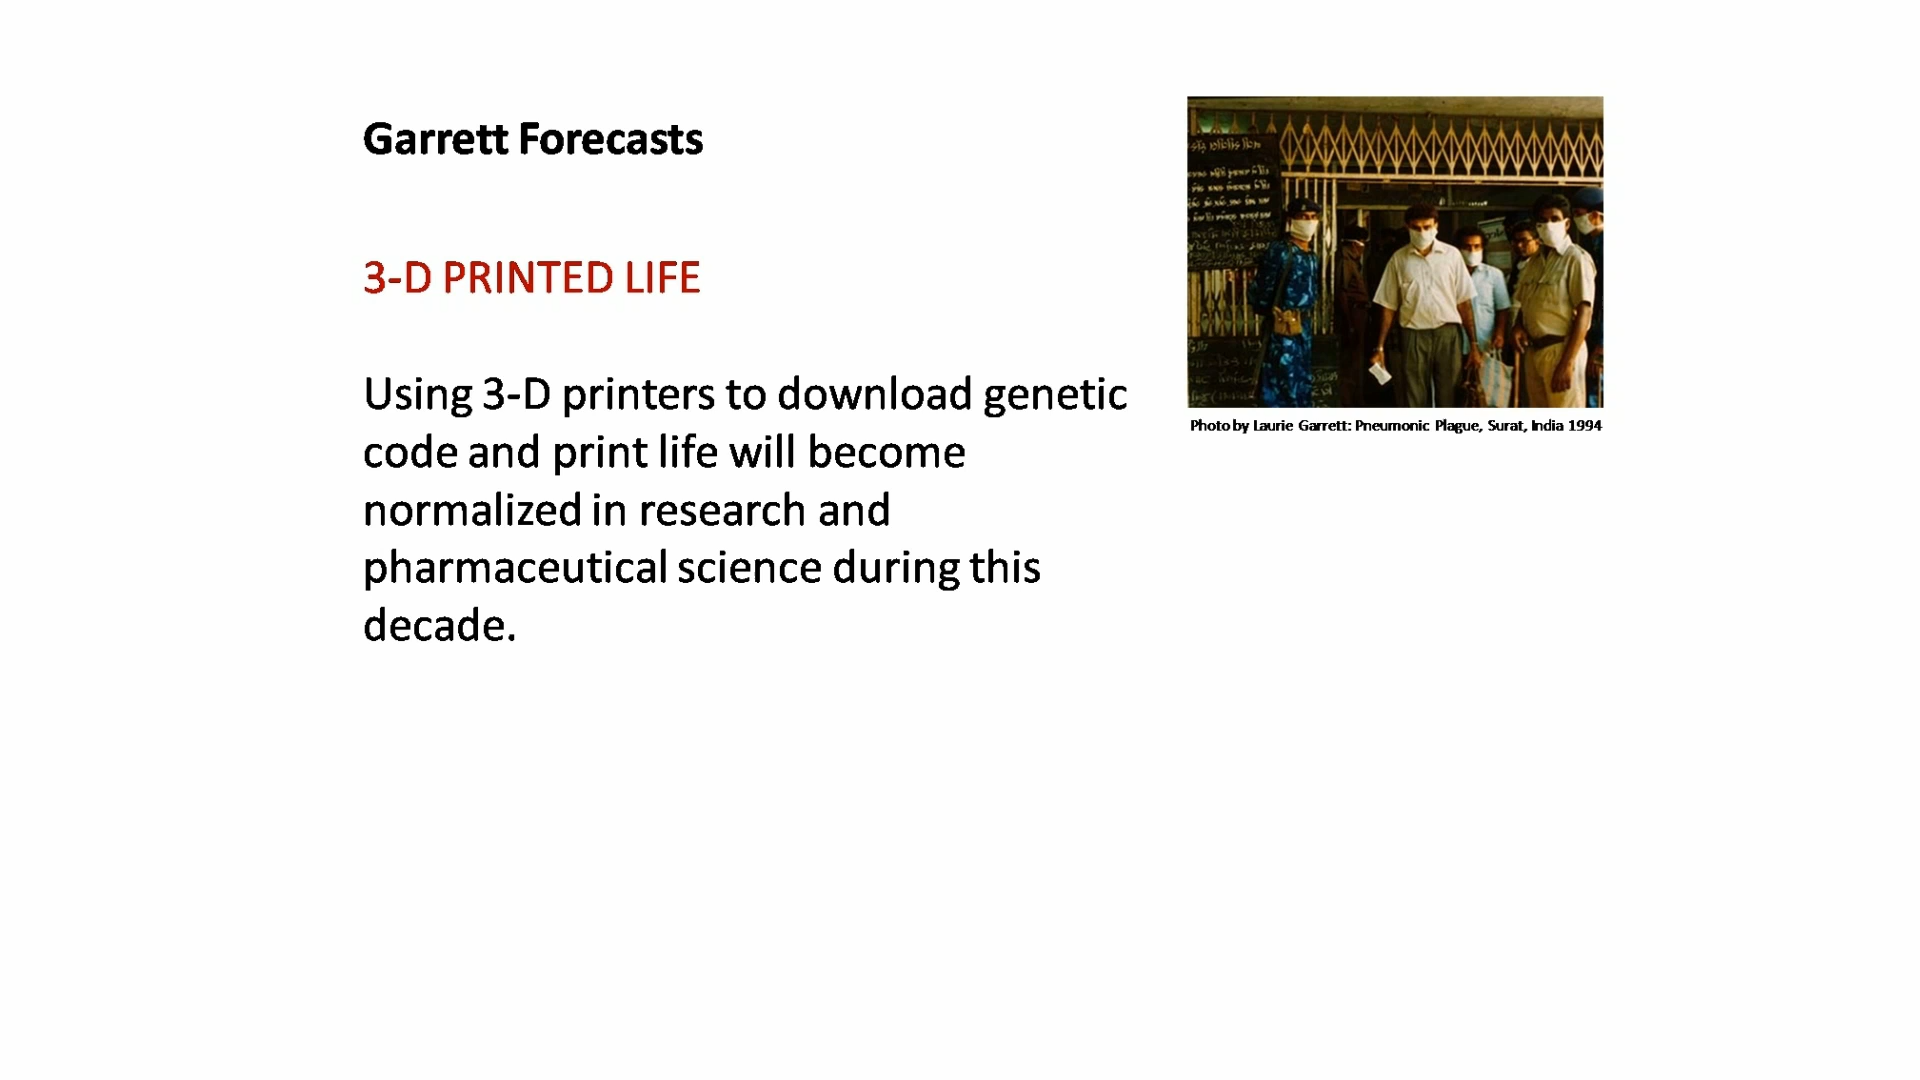 Garrett Forecasts
3-D PRINTED LIFE
Using 3-D printers to download genetic
code and print life will become
normalized in research and
pharmaceutical science during this
decade.
Photo by Laurie Garrett: Pneumonic Plague, Surat, India 1994